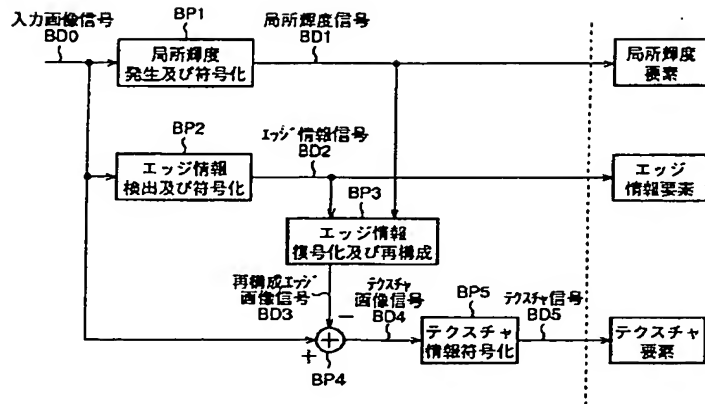 入力画像信号
BD0
BP1
局所輝度
発生及び符号化
局所輝度信号
BD1
局所輝度
要素
BP2
エッジ情報
検出及び符号化
エッジ情報信号
BD2
エッジ
情報要素
BP3
エッジ情報
復号化及び再構成
再構成エッジ
画像信号
BD3
−
+
+
BP4
テクスチャ
画像信号
BD4
BP5
テクスチャ
情報符号化
テクスチャ信号
BD5
テクスチャ
要素